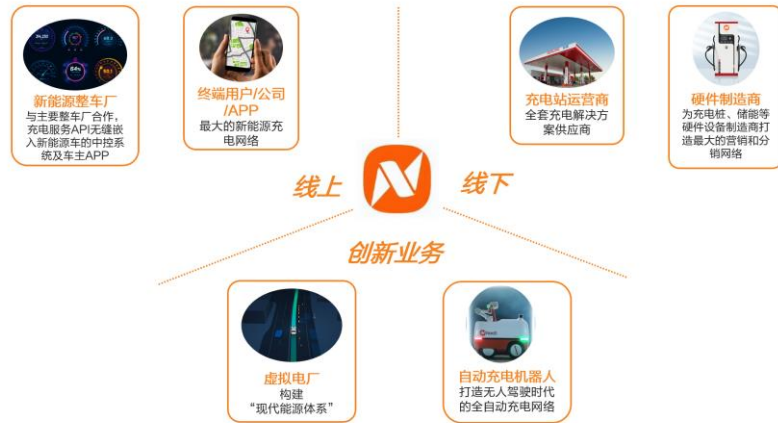 新能源整车厂
与主要整车厂合作，
充电服务API无缝嵌
入新能源车的中控系
统及车主APP
终端用户/公司
/APP
最大的新能源充
电网络
充电站运营商
全套充电解决方
案供应商
硬件制造商
为充电桩、储能等
硬件设备制造商打
造最大的营销和分
销网络
线上
线下
创新业务
虚拟电厂
构建
“现代能源体系”
自动充电机器人
打造无人驾驶时代
的全自动充电网络